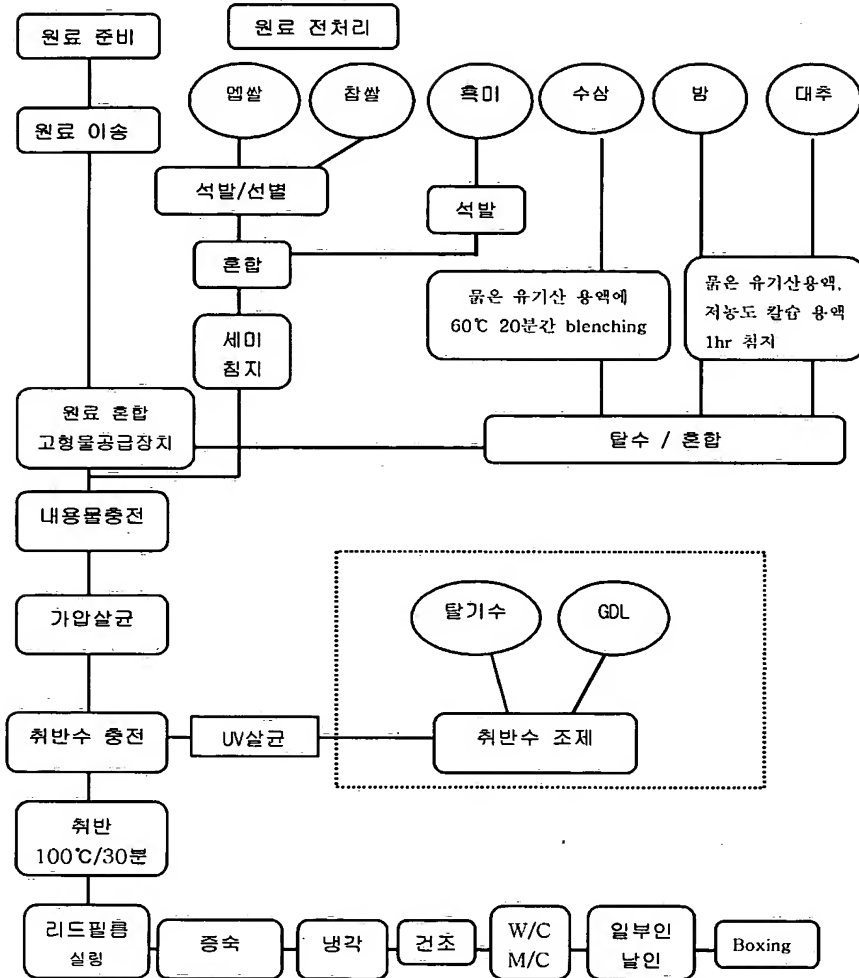 원료 준비
원료 전처리
멥쌀
찹쌀
흑미
수삼
밤
대추
원료 이송
석발/선별
석발
혼합
묽은 유기산 용액에
60℃ 20분간 blenching
묽은 유기산용액,
저농도 칼슘 용액
1hr 침지
세미
침지
원료 혼합
고형물공급장치
탈수 / 혼합
내용물충전
탈기수
GDL
가압살균
취반수 충전
UV살균
취반수 조제
취반
100℃/30분
리드필름
실링
증숙
냉각
건조
W/C
M/C
일부인
날인
Boxing